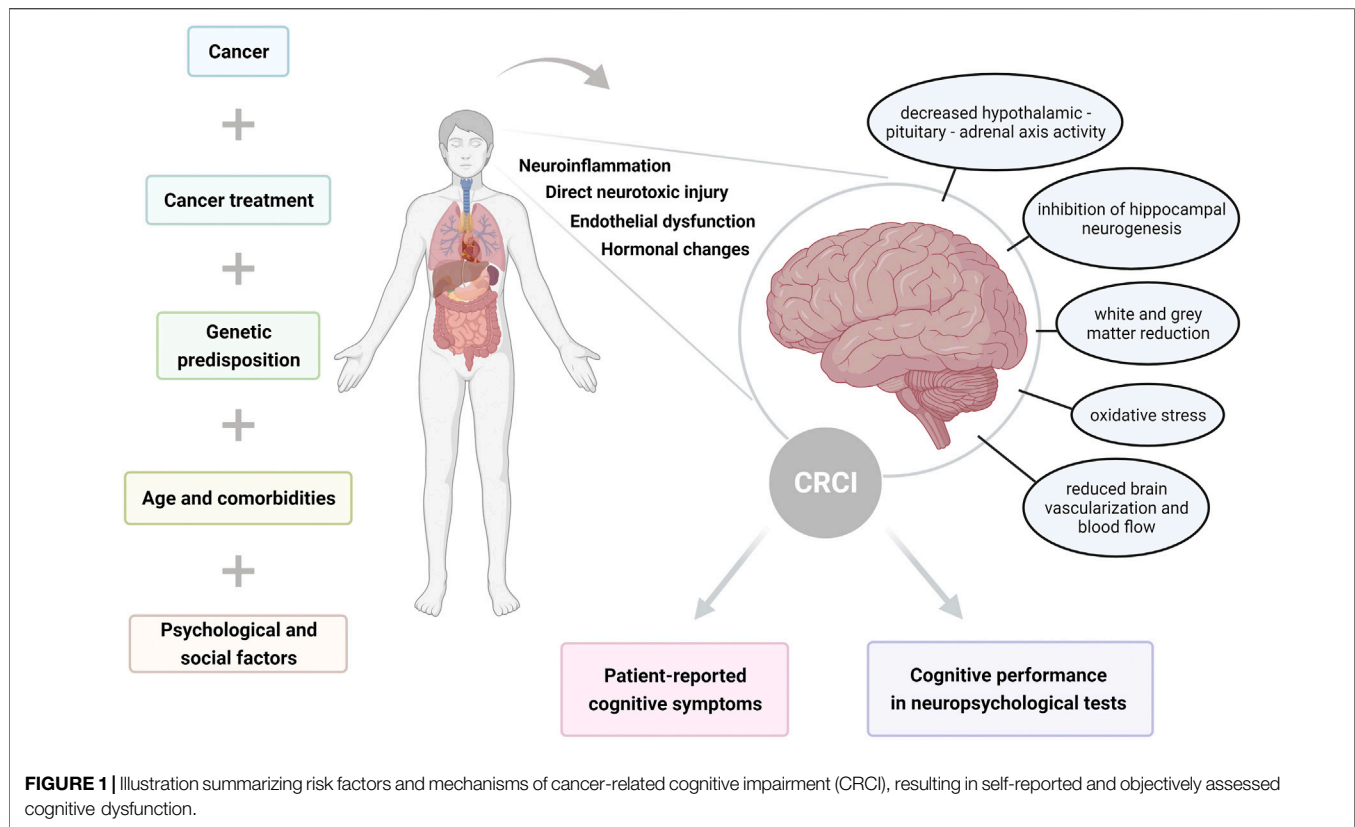 Cancer
+
Cancer treatment
+
Genetic
predisposition
+
Age and comorbidities
+
Psychological and
social factors
Neuroinflammation
Direct neurotoxic injury
Endothelial dysfunction
Hormonal changes
decreased hypothalamic -
pituitary - adrenal axis activity
inhibition of hippocampal
neurogenesis
white and grey
matter reduction
oxidative stress
reduced brain
vascularization and
blood flow
CRCI
Patient-reported
cognitive symptoms
Cognitive performance
in neuropsychological tests
FIGURE 1 | Illustration summarizing risk factors and mechanisms of cancer-related cognitive impairment (CRCI), resulting in self-reported and objectively assessed
cognitive dysfunction.